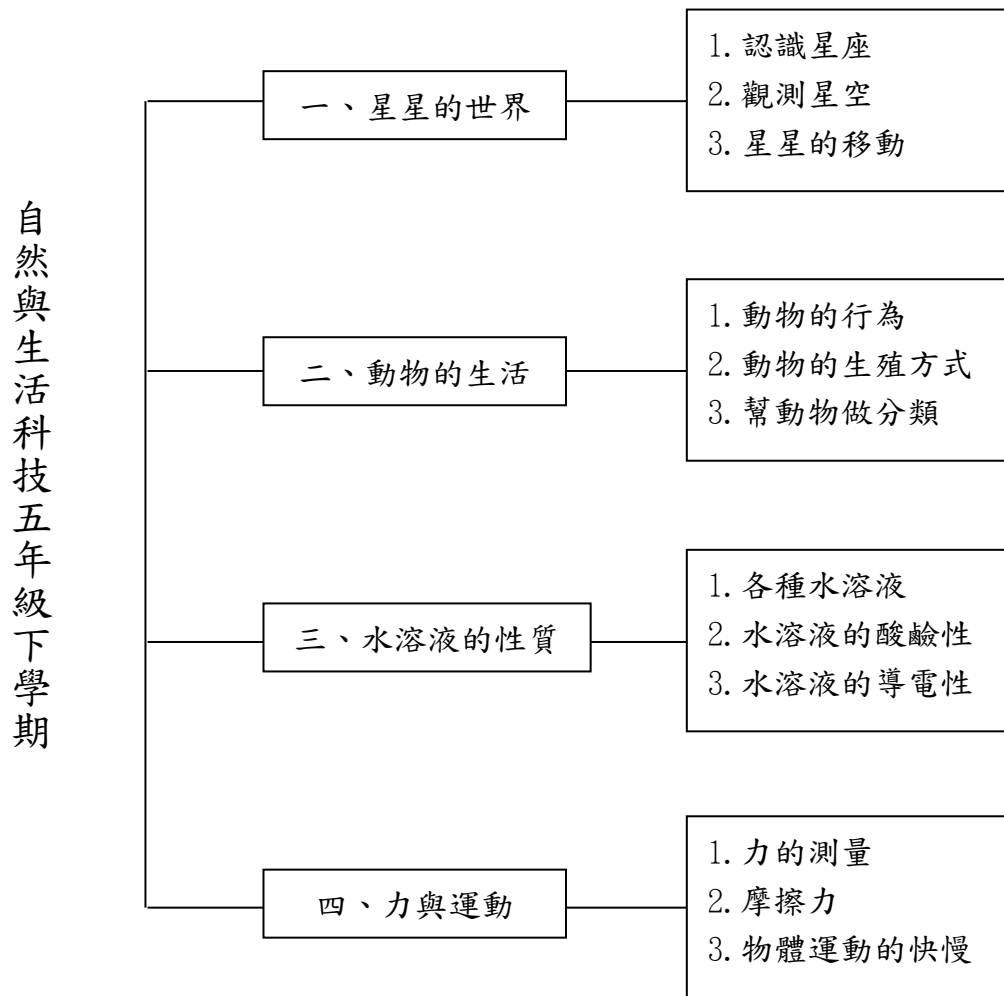 自然與生活科技五年級下學期
一、星星的世界
1.認識星座
2.觀測星空
3.星星的移動
二、動物的生活
1.動物的行為
2.動物的生殖方式
3.幫動物做分類
三、水溶液的性質
1.各種水溶液
2.水溶液的酸鹼性
3.水溶液的導電性
四、力與運動
1.力的測量
2.摩擦力
3.物體運動的快慢